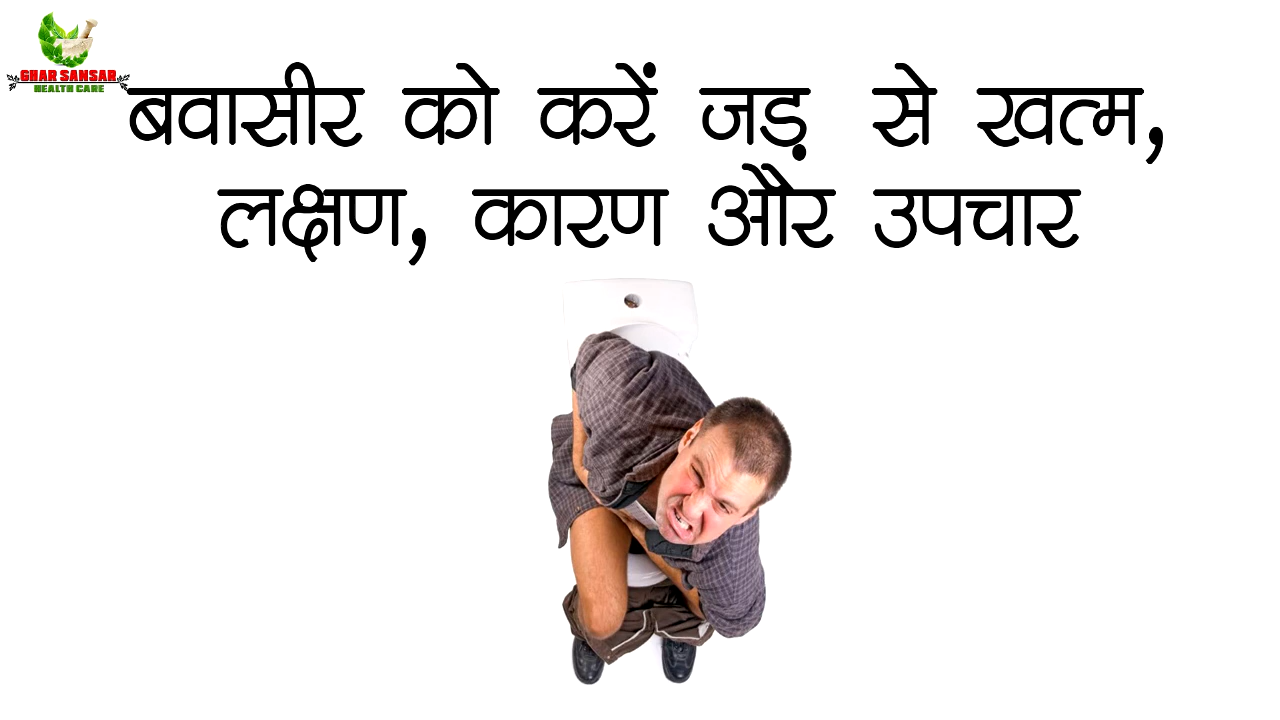 GHAR SANSAR
HEALTH CARE
बवासीर को करें जड़ से खत्म,
लक्षण, कारण और उपचार